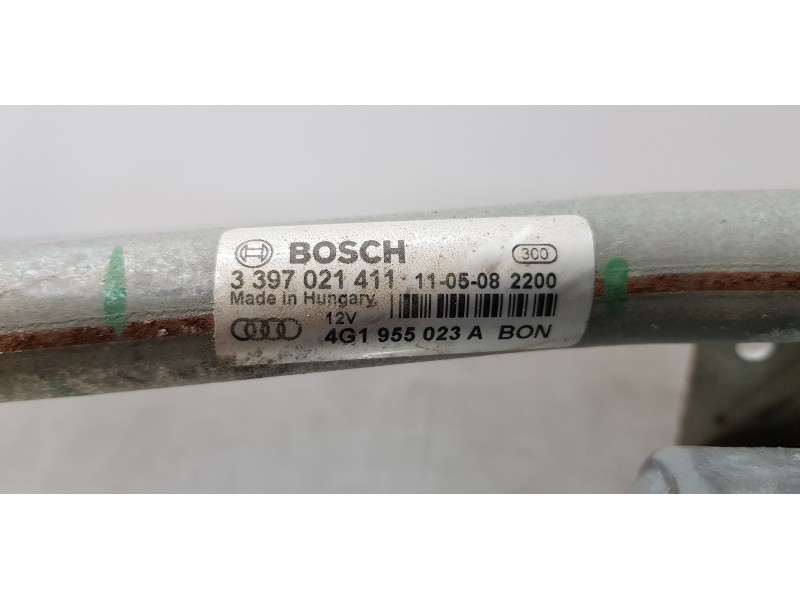 BOSCH 300
3 397 021 411 11-05-08 2200
Made in Hungary
12V
4G1 955 023 A BON